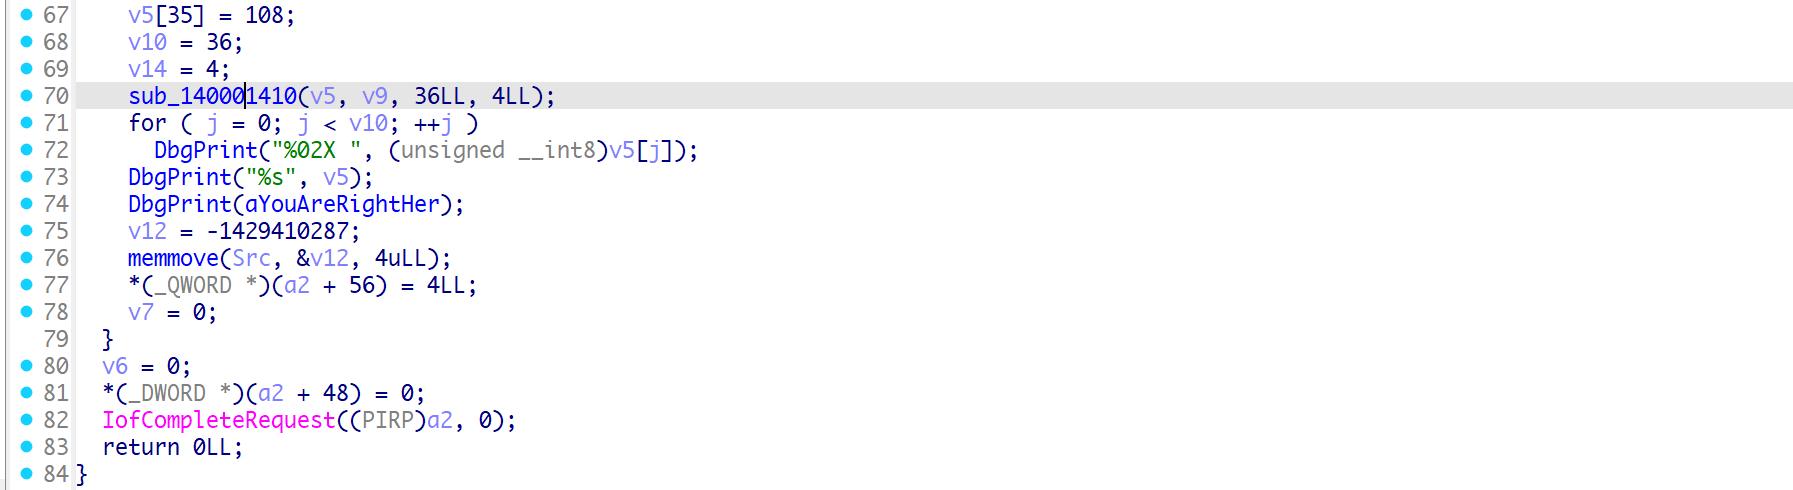 67 v5[35] = 108;
68 v10 = 36;
69 v14 = 4;
70 sub_140001410(v5, v9, 36LL, 4LL);
71 for ( j = 0; j < v10; ++j )
72 DbgPrint("%02X ", (unsigned __int8)v5[j]);
73 DbgPrint("%s", v5);
74 DbgPrint(aYouAreRightHer);
75 v12 = -1429410287;
76 memmove(Src, &v12, 4uLL);
77 *(_QWORD *)(a2 + 56) = 4LL;
78 v7 = 0;
79 }
80 v6 = 0;
81 *(_DWORD *)(a2 + 48) = 0;
82 IofCompleteRequest((PIRP)a2, 0);
83 return 0LL;
84 }